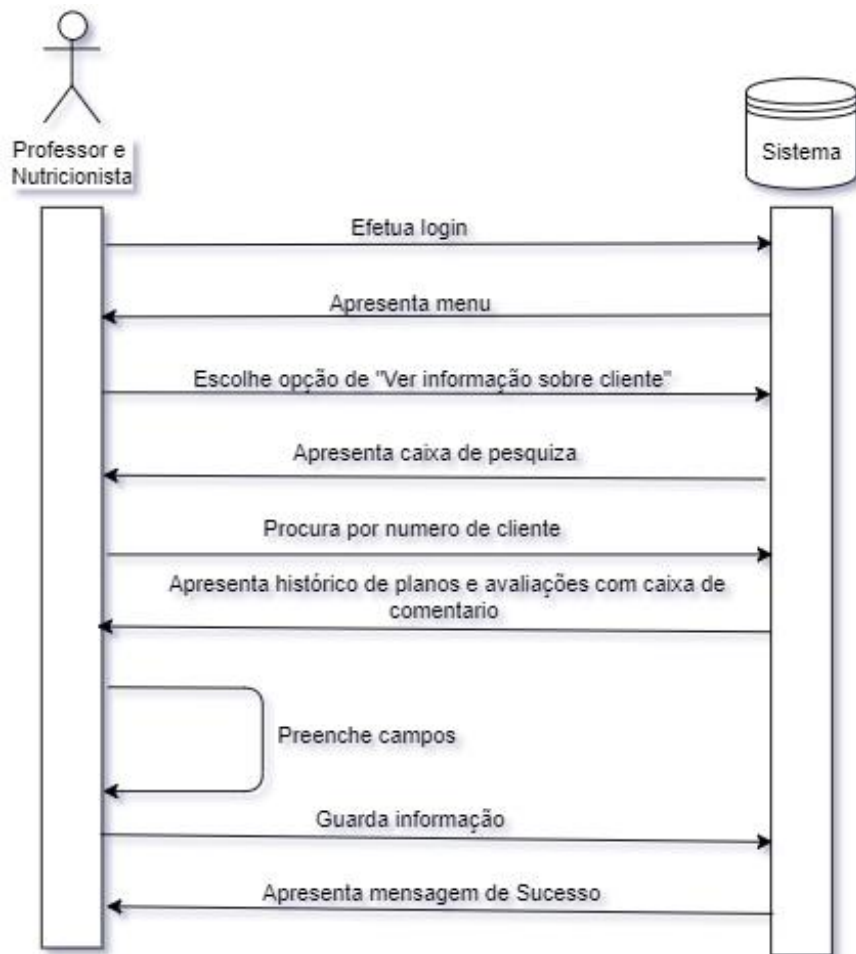 Professor e
Nutricionista
Sistema
Efetua login
Apresenta menu
Escolhe opção de "Ver informação sobre cliente"
Apresenta caixa de pesquiza
Procura por numero de cliente
Apresenta histórico de planos e avaliações com caixa de
comentario
Preenche campos
Guarda informação
Apresenta mensagem de Sucesso